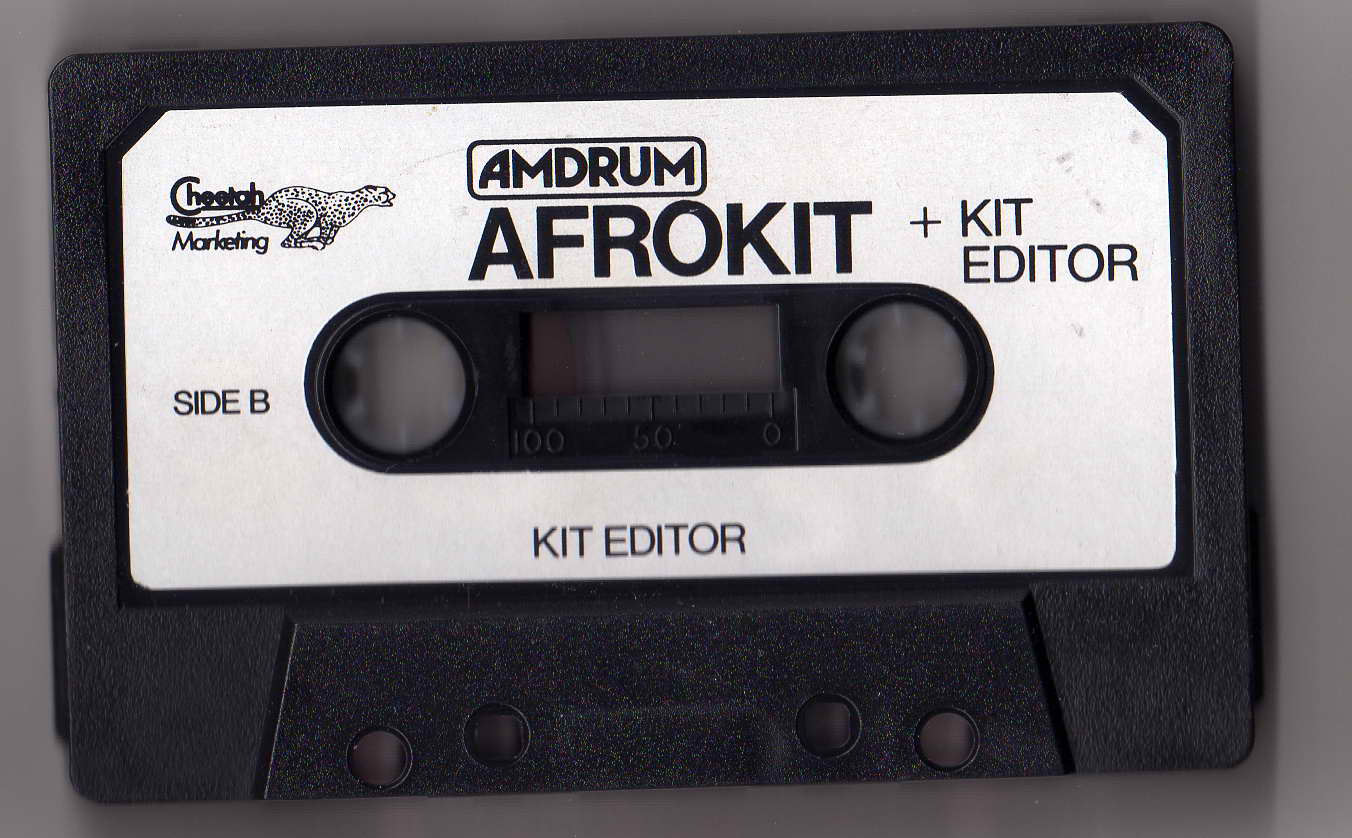 AMDRUM
Cheetah
Marketing
AFROKIT + KIT
EDITOR
SIDE B
100 50 0
KIT EDITOR